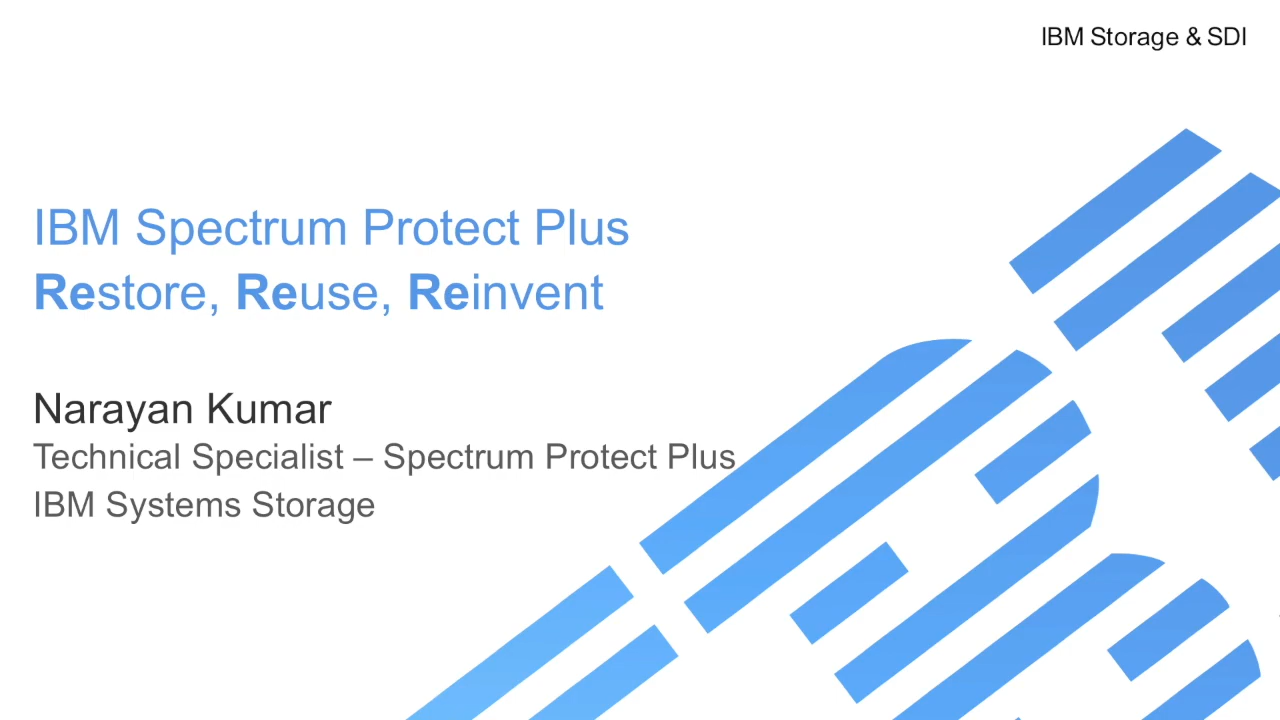 IBM Storage & SDI
IBM Spectrum Protect Plus
Restore, Reuse, Reinvent
Narayan Kumar
Technical Specialist – Spectrum Protect Plus
IBM Systems Storage